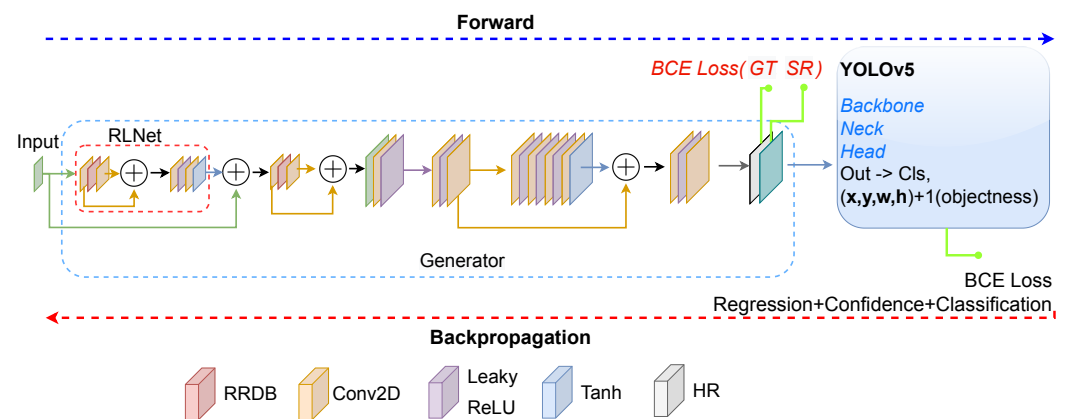 Forward
BCE Loss( GT SR )
YOLOv5
Backbone
Neck
Head
Out -> Cls,
(x,y,w,h)+1(objectness)
Input
RLNet
Generator
BCE Loss
Regression+Confidence+Classification
Backpropagation
RRDB
Conv2D
Leaky
ReLU
Tanh
HR